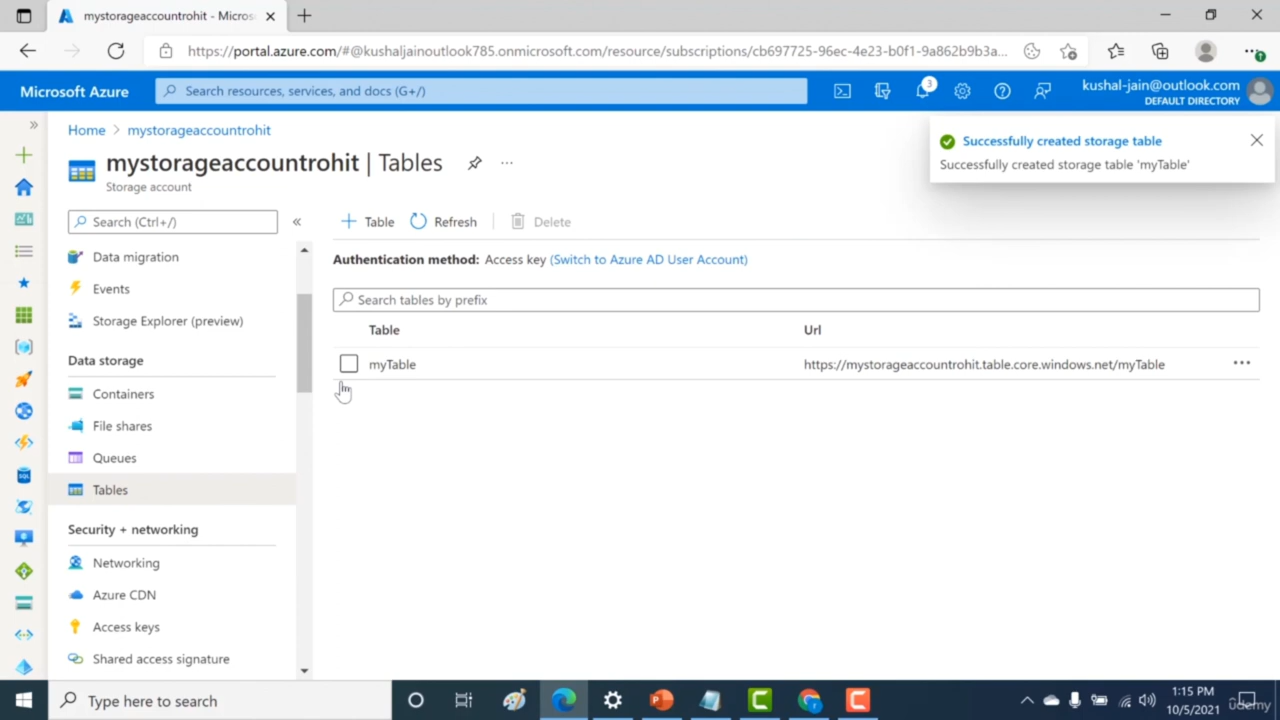 mystorageaccountrohit - Micros
https://portal.azure.com/#@kushaljainoutlook785.onmicrosoft.com/resource/subscriptions/cb697725-96ec-4e23-b0f1-9a862b9b3a...
Microsoft Azure
Search resources, services, and docs (G+/)
3
kushal-jain@outlook.com
DEFAULT DIRECTORY
Home > mystorageaccountrohit
mystorageaccountrohit | Tables
Storage account
Successfully created storage table
Successfully created storage table 'myTable'
Search (Ctrl+/)
Data migration
Events
Storage Explorer (preview)
Data storage
Containers
File shares
Queues
Tables
Security + networking
Networking
Azure CDN
Access keys
Shared access signature
+ Table Refresh Delete
Authentication method: Access key (Switch to Azure AD User Account)
Search tables by prefix
Table Url
myTable https://mystorageaccountrohit.table.core.windows.net/myTable
Type here to search
1:15 PM
10/5/2021
udemy